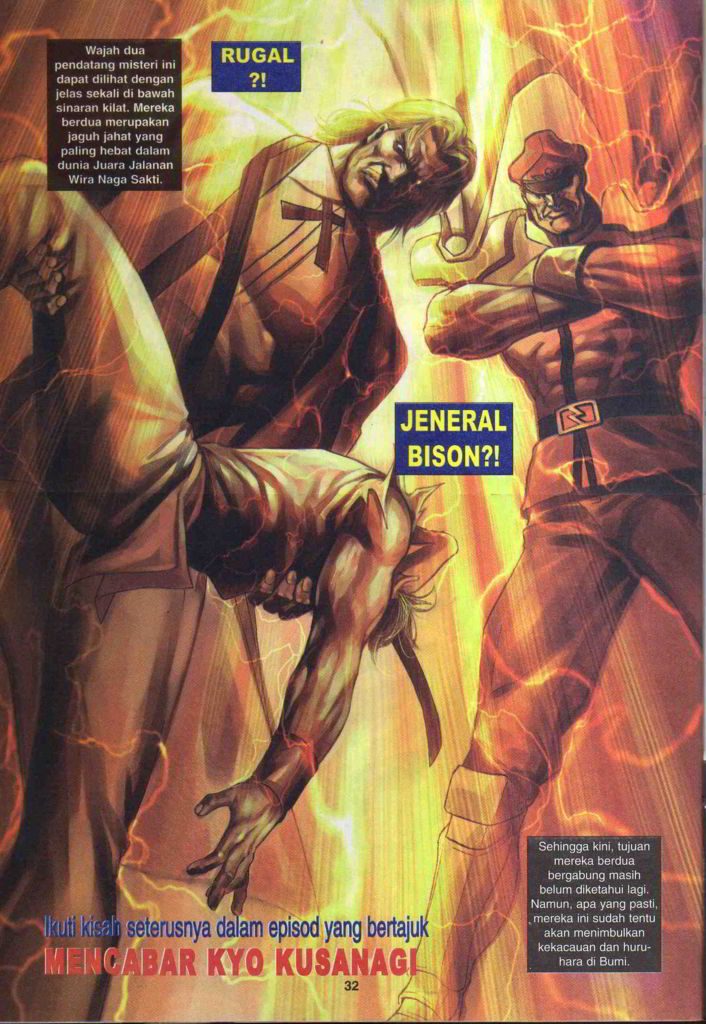 Wajah dua
pendatang misteri ini
dapat dilihat dengan
jelas sekali di bawah
sinaran kilat. Mereka
berdua merupakan
jaguh jahat yang
paling hebat dalam
dunia Juara Jalanan
Wira Naga Sakti.
RUGAL
?!
JENERAL
BISON?!
Sehingga kini, tujuan
mereka berdua
bergabung masih
belum diketahui lagi.
Namun, apa yang pasti,
mereka ini sudah tentu
akan menimbulkan
kekacauan dan huru-
hara di Bumi.
Ikuti kisah seterusnya dalam episod yang bertajuk
MENCABAR KYO KUSANAGI
32